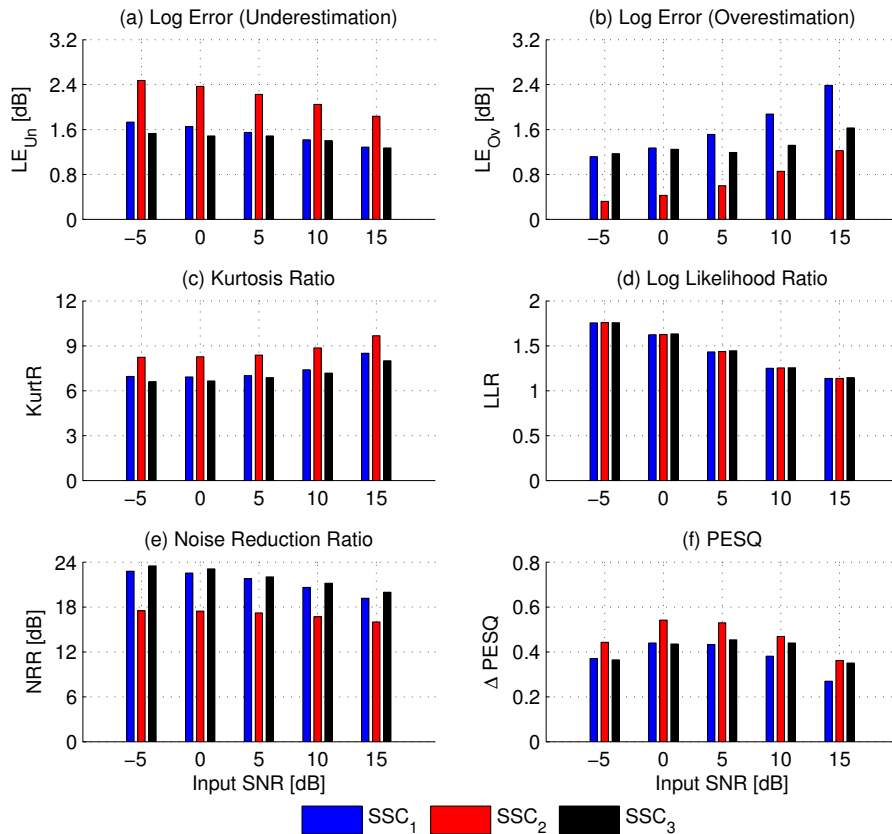 (a) Log Error (Underestimation)
3.2
2.4
1.6
0.8
0
LE_Un [dB]
−5 0 5 10 15
(b) Log Error (Overestimation)
3.2
2.4
1.6
0.8
0
LE_Ov [dB]
−5 0 5 10 15
(c) Kurtosis Ratio
12
9
6
3
0
KurtR
−5 0 5 10 15
(d) Log Likelihood Ratio
2
1.5
1
0.5
0
LLR
−5 0 5 10 15
(e) Noise Reduction Ratio
24
18
12
6
0
NRR [dB]
−5 0 5 10 15
Input SNR [dB]
(f) PESQ
0.8
0.6
0.4
0.2
0
Δ PESQ
−5 0 5 10 15
Input SNR [dB]
SSC_1 SSC_2 SSC_3